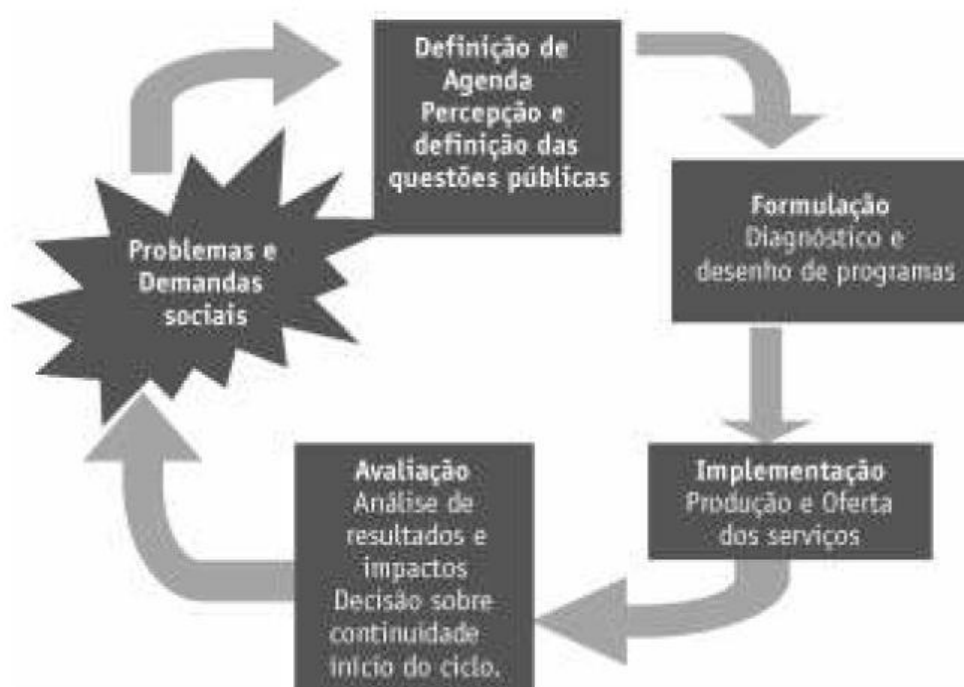 Definição de
Agenda
Percepção e
definição das
questões públicas
Formulação
Diagnóstico e
desenho de programas
Problemas e
Demandas
sociais
Implementação
Produção e Oferta
dos serviços
Avaliação
Análise de
resultados e
impactos
Decisão sobre
continuidade
início do ciclo.